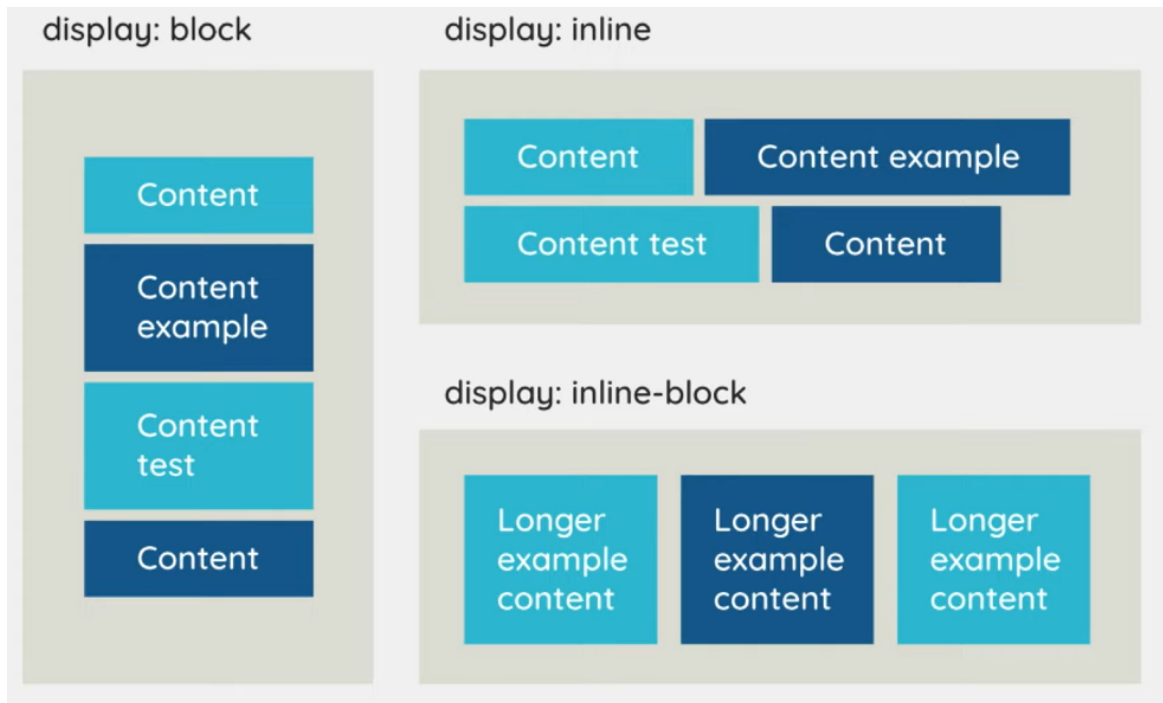 display: block
Content
Content
example
Content
test
Content
display: inline
Content
Content example
Content test
Content
display: inline-block
Longer
example
content
Longer
example
content
Longer
example
content